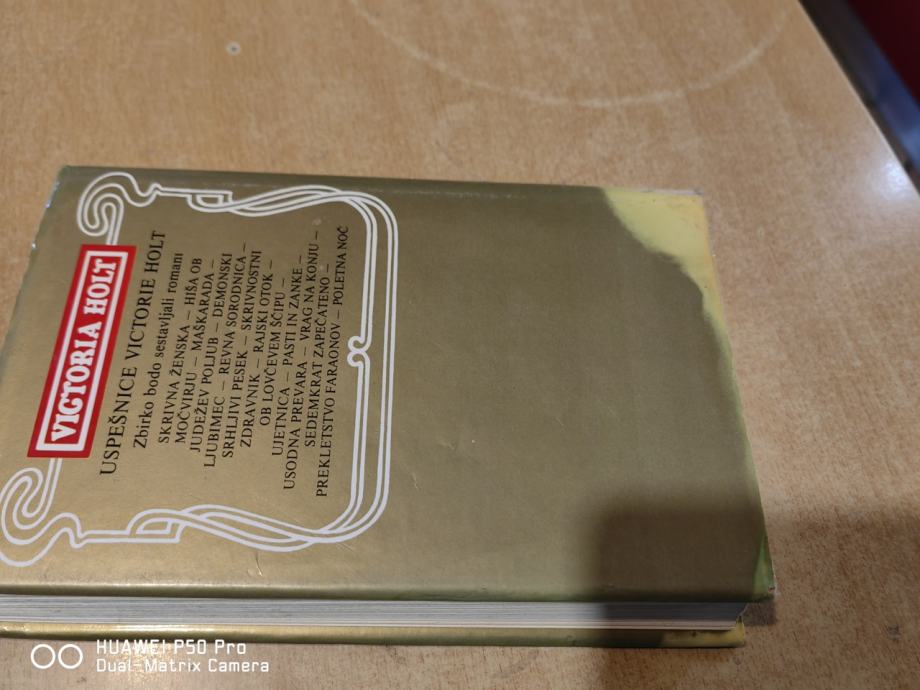 VICTORIA HOLT
USPEŠNICE VICTORIE HOLT
Zbirko bodo sestavljali romani
SKRIVNA ŽENSKA – HIŠA OB
MOČVIRJU – MAŠKARADA –
JUDEŽEV POLJUB – DEMONSKI
LJUBIMEC – REVNA SORODNICA –
SRHLJIVI PESEK – SKRIVNOSTNI
ZDRAVNIK – RAJSKI OTOK –
OB LOVČEVEM ŠČIPU –
UJETNICA – PASTI IN ZANKE –
USODNA PREVARA – VRAG NA KONJU –
SEDEMKRAT ZAPEČATENO –
PREKLETSTVO FARAONOV – POLETNA NOČ
HUAWEI P50 Pro
Dual-Matrix Camera